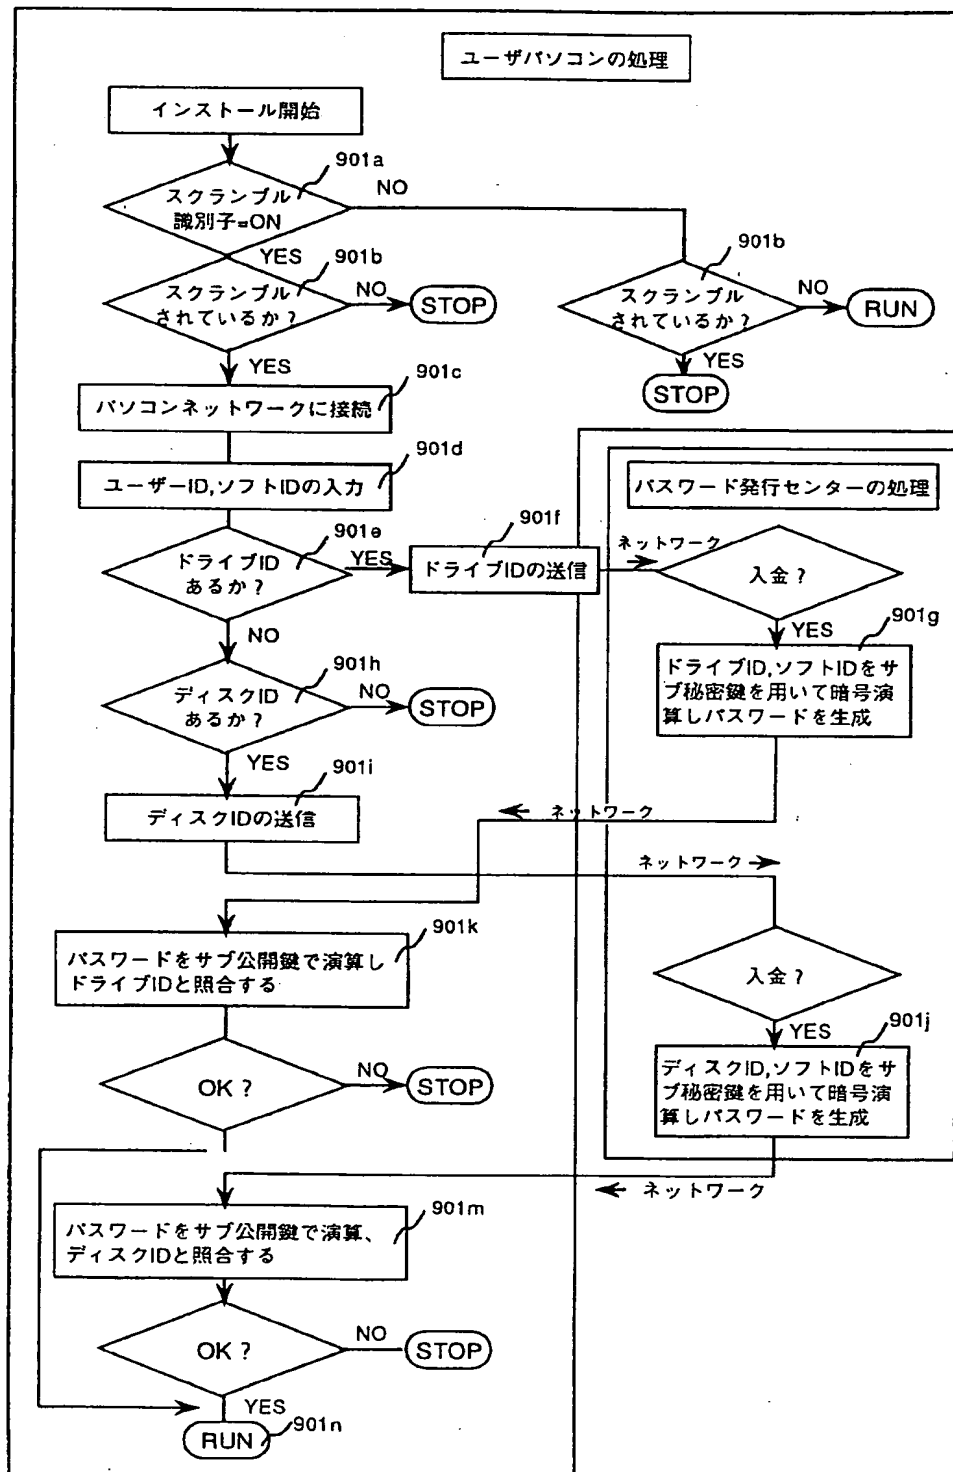 ユーザパソコンの処理
インストール開始
901a
スクランブル
識別子=ON
NO
YES
901b
スクランブル
されているか?
NO
STOP
YES
901b
スクランブル
されているか?
NO
RUN
YES
STOP
901c
パソコンネットワークに接続
901d
ユーザーID,ソフトIDの入力
901e
ドライブID
あるか?
YES
901f
ドライブIDの送信
ネットワーク
パスワード発行センターの処理
入金?
YES
901g
ドライブID,ソフトIDをサ
ブ秘密鍵を用いて暗号演
算しパスワードを生成
NO
901h
ディスクID
あるか?
NO
STOP
YES
901i
ディスクIDの送信
ネットワーク
ネットワーク
901k
パスワードをサブ公開鍵で演算し
ドライブIDと照合する
入金?
YES
901j
ディスクID,ソフトIDをサ
ブ秘密鍵を用いて暗号演
算しパスワードを生成
OK?
NO
STOP
ネットワーク
901m
パスワードをサブ公開鍵で演算、
ディスクIDと照合する
OK?
NO
STOP
YES
RUN
901n